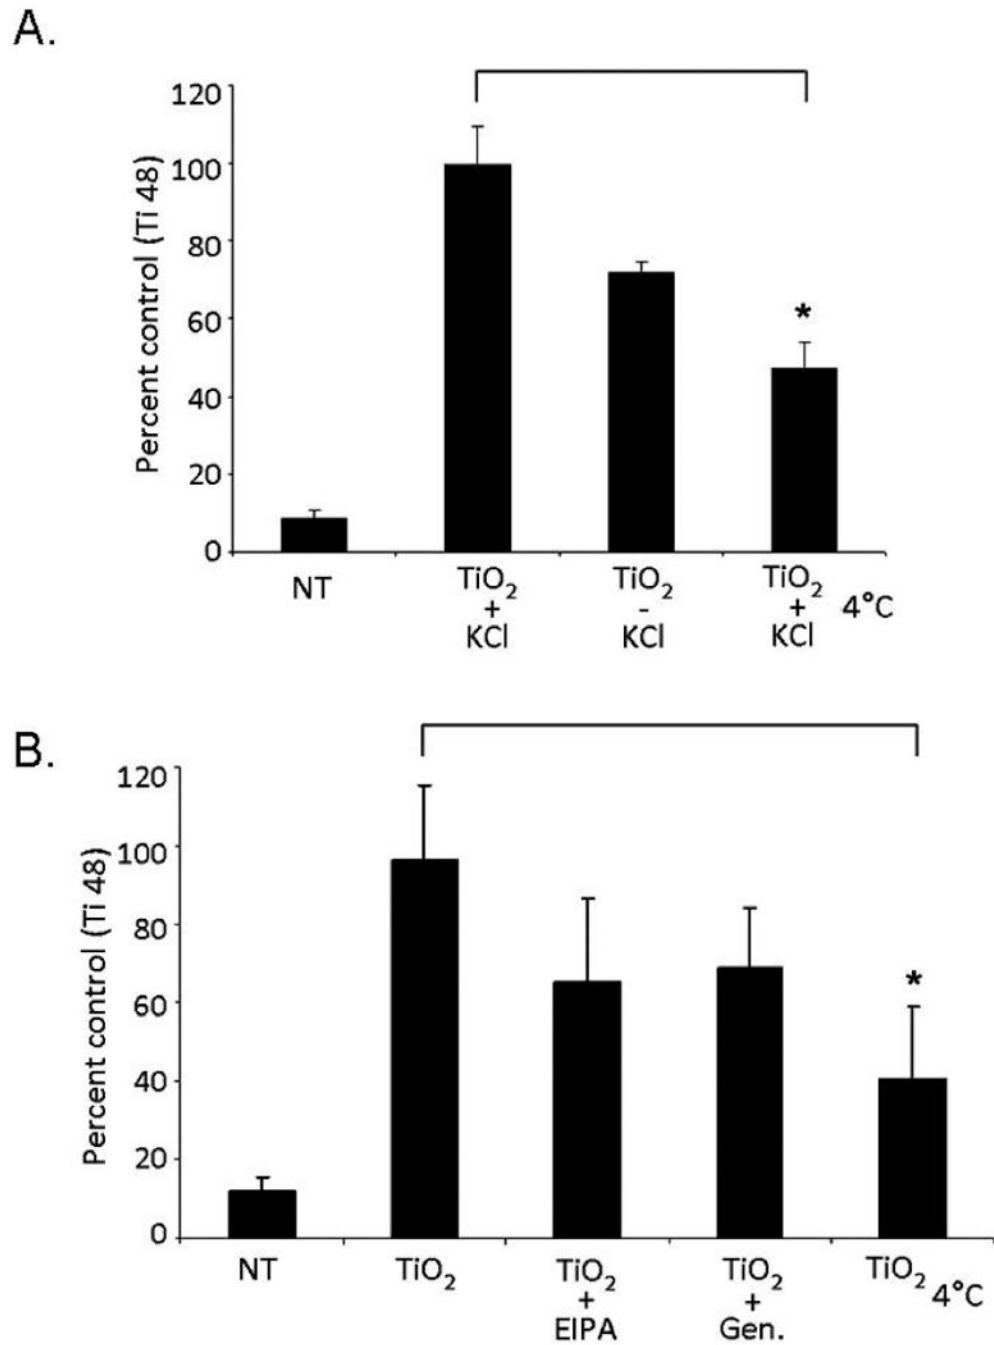 A.
Percent control (Ti 48)
120
100
80
60
40
20
0
*
NT
TiO2
+
KCl
TiO2
-
KCl
TiO2
+
KCl
4°C
B.
Percent control (Ti 48)
120
100
80
60
40
20
0
*
NT
TiO2
TiO2
+
EIPA
TiO2
+
Gen.
TiO2 4°C